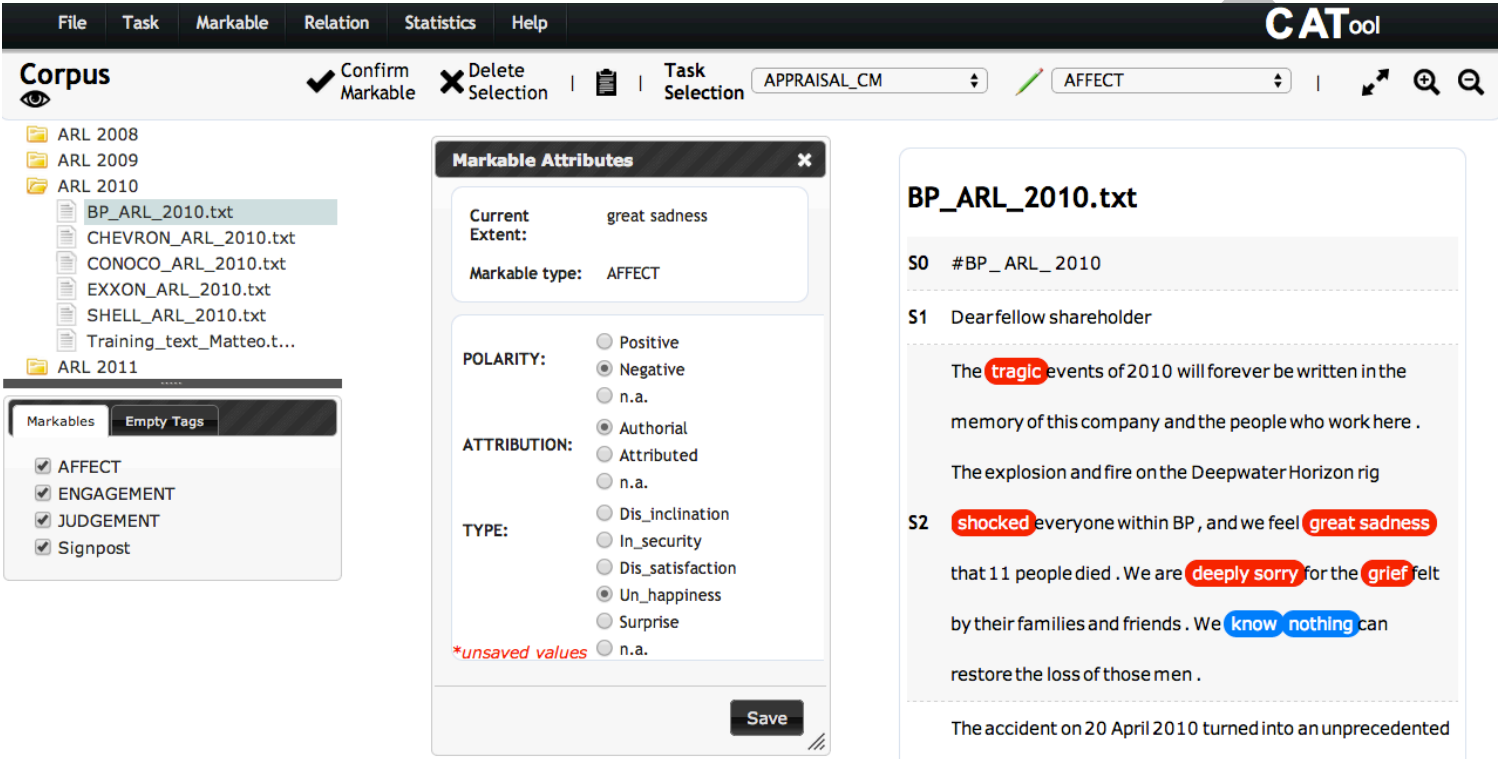 File Task Markable Relation Statistics Help CATool
Corpus
Confirm Markable
Delete Selection
|
|
Task Selection
APPRAISAL_CM
AFFECT
|
ARL 2008
ARL 2009
ARL 2010
BP_ARL_2010.txt
CHEVRON_ARL_2010.txt
CONOCO_ARL_2010.txt
EXXON_ARL_2010.txt
SHELL_ARL_2010.txt
Training_text_Matteo.t...
ARL 2011
Markables Empty Tags
AFFECT
ENGAGEMENT
JUDGEMENT
Signpost
Markable Attributes
Current Extent: great sadness
Markable type: AFFECT
POLARITY:
Positive
Negative
n.a.
ATTRIBUTION:
Authorial
Attributed
n.a.
TYPE:
Dis_inclination
In_security
Dis_satisfaction
Un_happiness
Surprise
n.a.
*unsaved values
Save
BP_ARL_2010.txt
S0 #BP_ ARL_ 2010
S1 Dear fellow shareholder
The tragic events of 2010 will forever be written in the
memory of this company and the people who work here .
The explosion and fire on the Deepwater Horizon rig
S2 shocked everyone within BP , and we feel great sadness
that 11 people died . We are deeply sorry for the grief felt
by their families and friends . We know nothing can
restore the loss of those men .
The accident on 20 April 2010 turned into an unprecedented